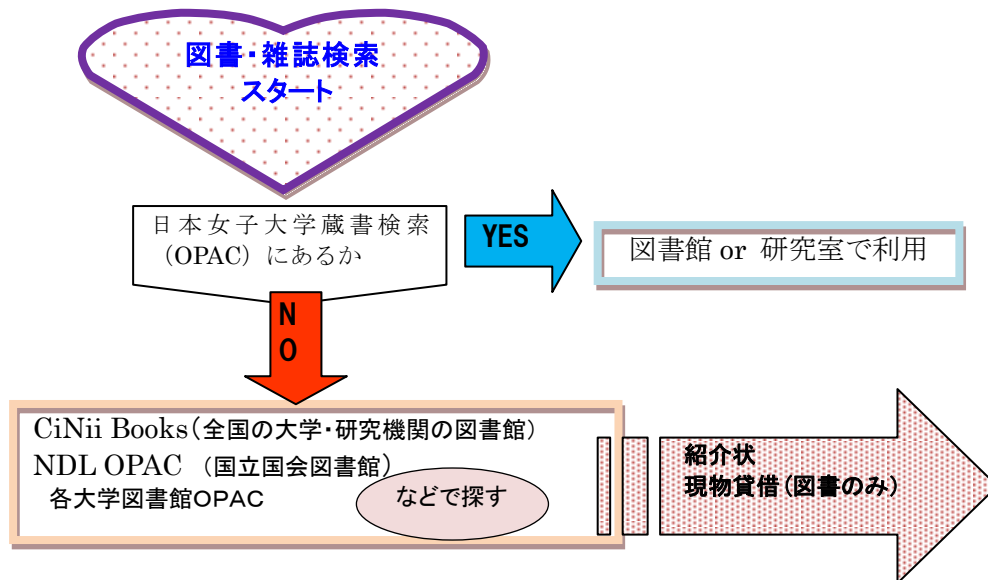 図書・雑誌検索
スタート
日本女子大学蔵書検索
（OPAC）にあるか
YES
図書館 or 研究室で利用
N
O
CiNii Books（全国の大学・研究機関の図書館）
NDL OPAC （国立国会図書館）
各大学図書館OPAC
などで探す
紹介状
現物貸借（図書のみ）